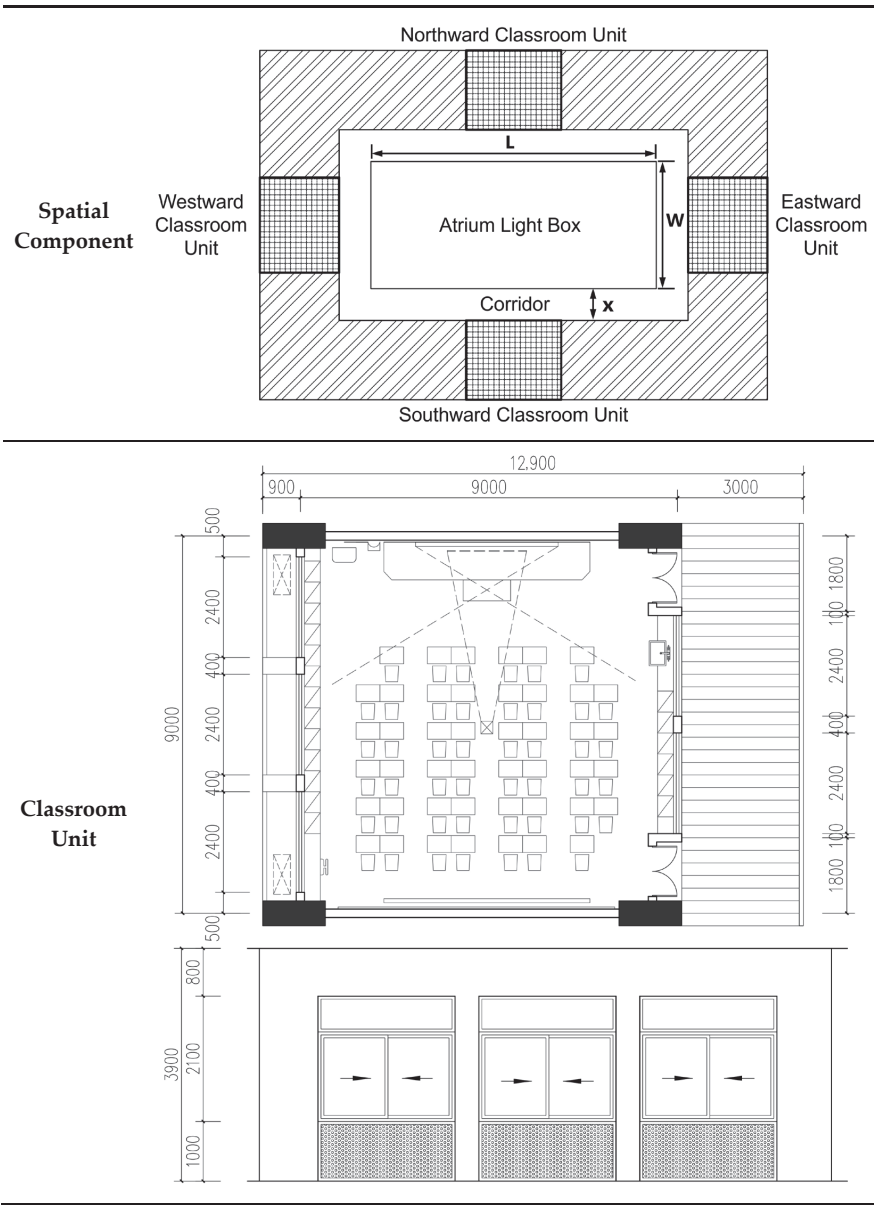 Northward Classroom Unit
L
Spatial
Component
Westward
Classroom
Unit
Atrium Light Box
W
Eastward
Classroom
Unit
Corridor
x
Southward Classroom Unit
12,900
900
9000
3000
500
2400
400
2400
400
2400
500
9000
1800
100
2400
400
2400
100
1800
Classroom
Unit
800
2100
1000
3900